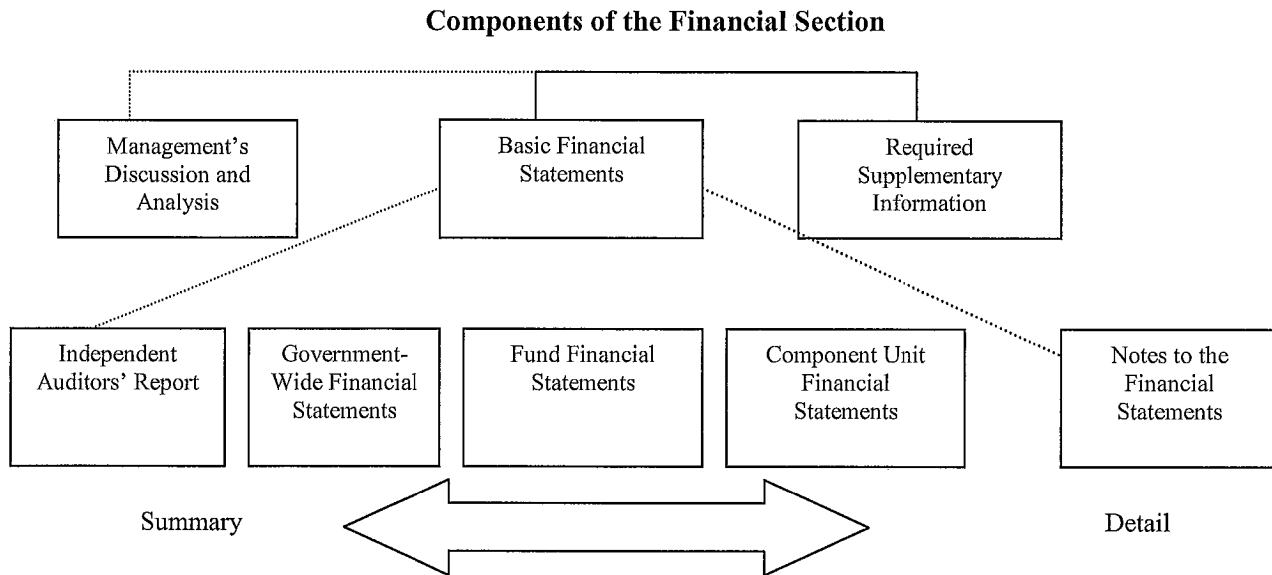 Components of the Financial Section
Management's
Discussion and
Analysis
Basic Financial
Statements
Required
Supplementary
Information
Independent
Auditors' Report
Government-
Wide Financial
Statements
Fund Financial
Statements
Component Unit
Financial
Statements
Notes to the
Financial
Statements
Summary
Detail